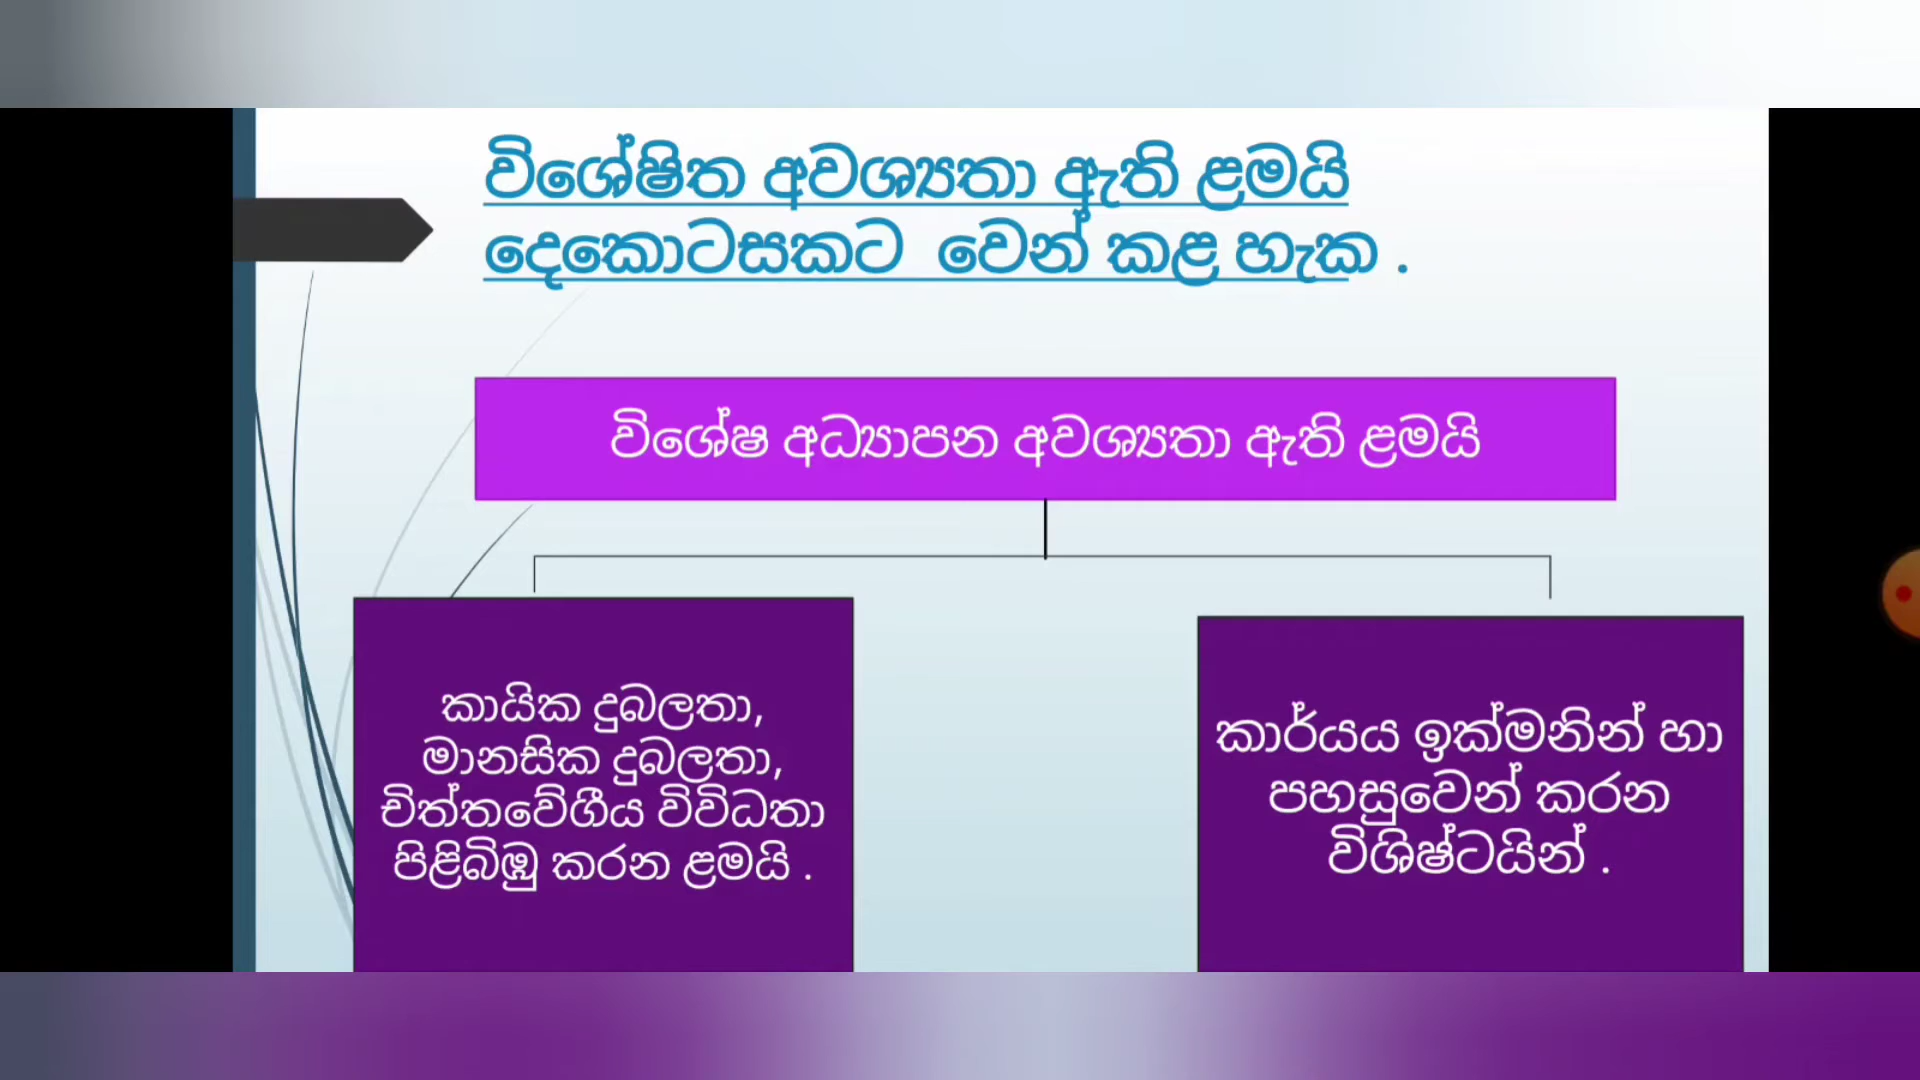 විශේෂිත අවශ්‍යතා ඇති ළමයි
දෙකොටසකට වෙන් කළ හැක .
විශේෂ අධ්‍යාපන අවශ්‍යතා ඇති ළමයි
කායික දුබලතා,
මානසික දුබලතා,
චිත්තවේගීය විවිධතා
පිළිබිඹු කරන ළමයි .
කාර්යය ඉක්මනින් හා
පහසුවෙන් කරන
විශිෂ්ටයින් .